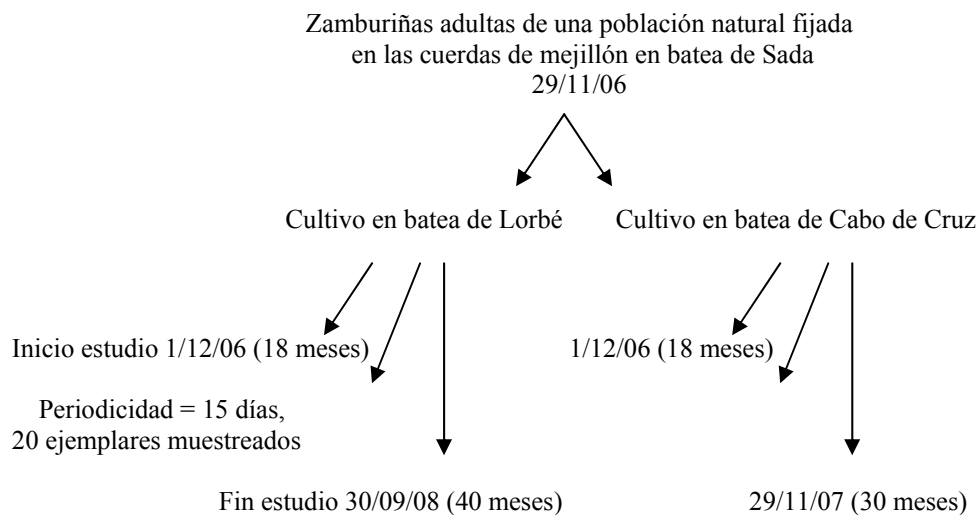 Zamburiñas adultas de una población natural fijada
en las cuerdas de mejillón en batea de Sada
29/11/06
Cultivo en batea de Lorbé
Cultivo en batea de Cabo de Cruz
Inicio estudio 1/12/06 (18 meses)
1/12/06 (18 meses)
Periodicidad = 15 días,
20 ejemplares muestreados
Fin estudio 30/09/08 (40 meses)
29/11/07 (30 meses)